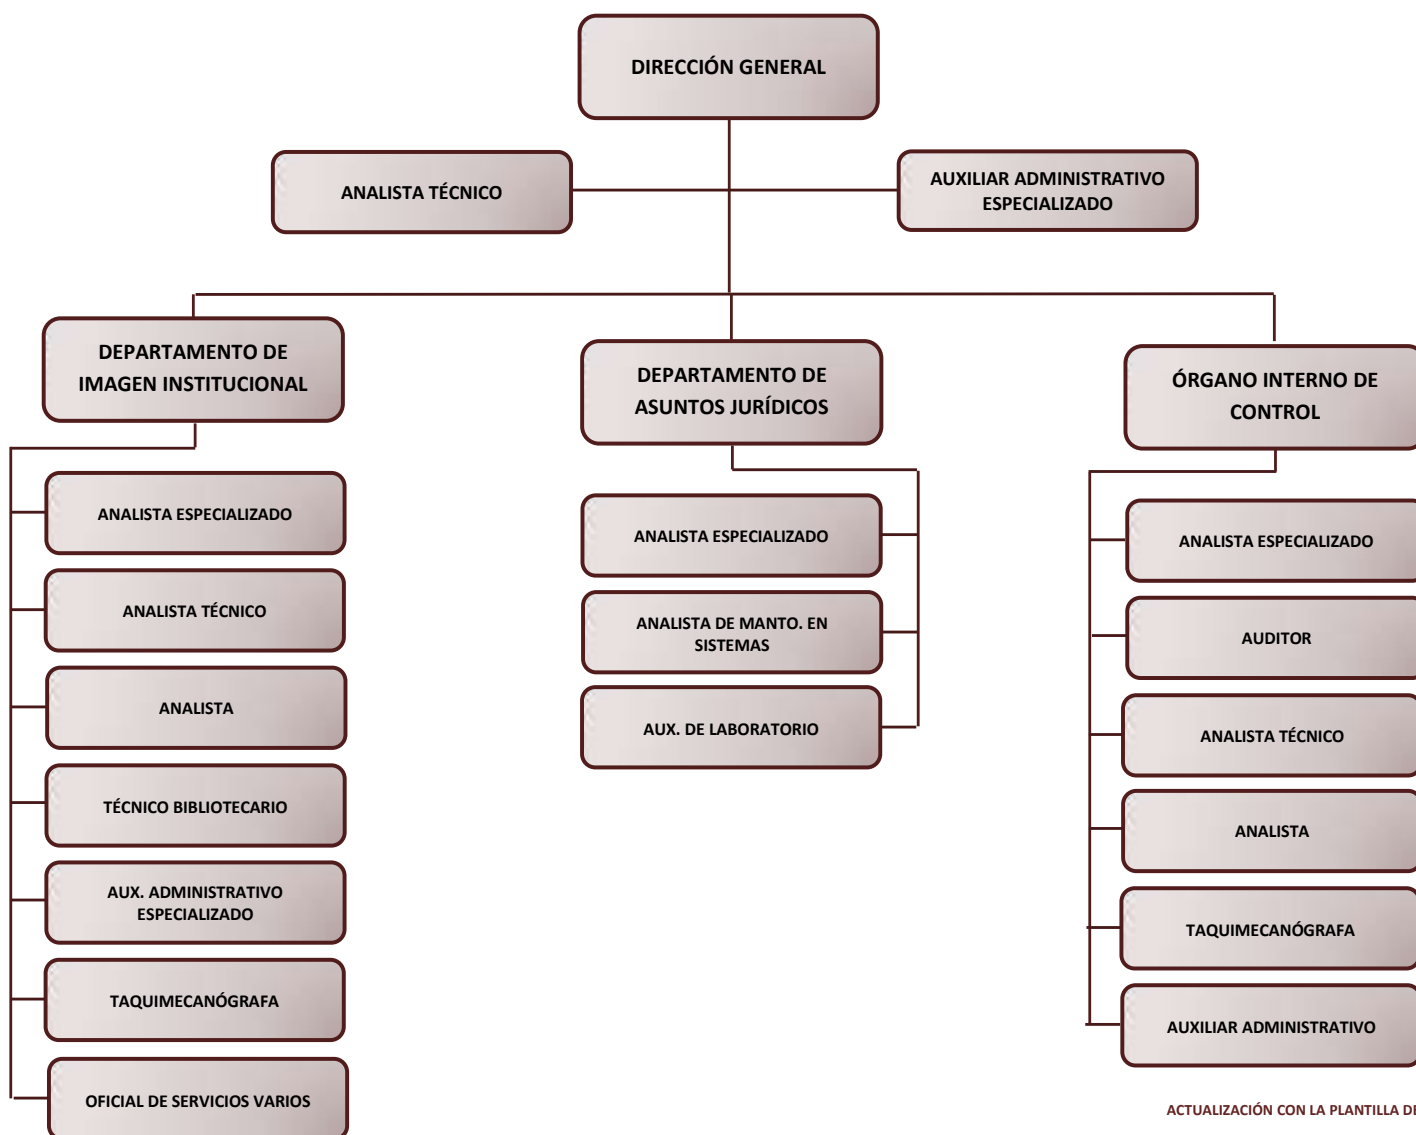 DIRECCIÓN GENERAL
ANALISTA TÉCNICO
AUXILIAR ADMINISTRATIVO
ESPECIALIZADO
DEPARTAMENTO DE
IMAGEN INSTITUCIONAL
ANALISTA ESPECIALIZADO
ANALISTA TÉCNICO
ANALISTA
TÉCNICO BIBLIOTECARIO
AUX. ADMINISTRATIVO
ESPECIALIZADO
TAQUIMECANÓGRAFA
OFICIAL DE SERVICIOS VARIOS
DEPARTAMENTO DE
ASUNTOS JURÍDICOS
ANALISTA ESPECIALIZADO
ANALISTA DE MANTO. EN
SISTEMAS
AUX. DE LABORATORIO
ÓRGANO INTERNO DE
CONTROL
ANALISTA ESPECIALIZADO
AUDITOR
ANALISTA TÉCNICO
ANALISTA
TAQUIMECANÓGRAFA
AUXILIAR ADMINISTRATIVO
ACTUALIZACIÓN CON LA PLANTILLA DE